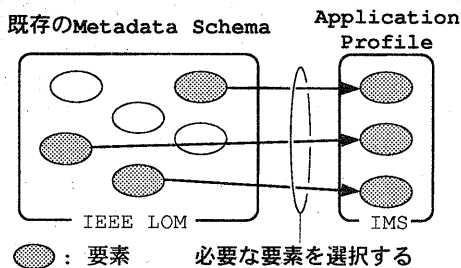 既存のMetadata Schema
Application
Profile
IEEE LOM
IMS
: 要素
必要な要素を選択する